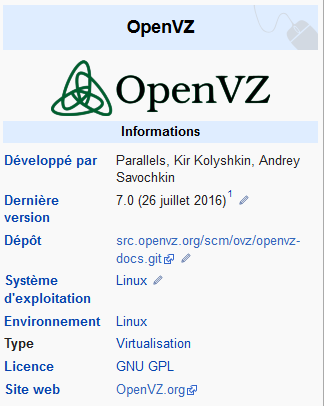 OpenVZ
OpenVZ
Informations
Développé par Parallels, Kir Kolyshkin, Andrey
Savochkin
Dernière version 7.0 (26 juillet 2016)1
Dépôt src.openvz.org/scm/ovz/openvz-
docs.git
Système d'exploitation Linux
Environnement Linux
Type Virtualisation
Licence GNU GPL
Site web OpenVZ.org